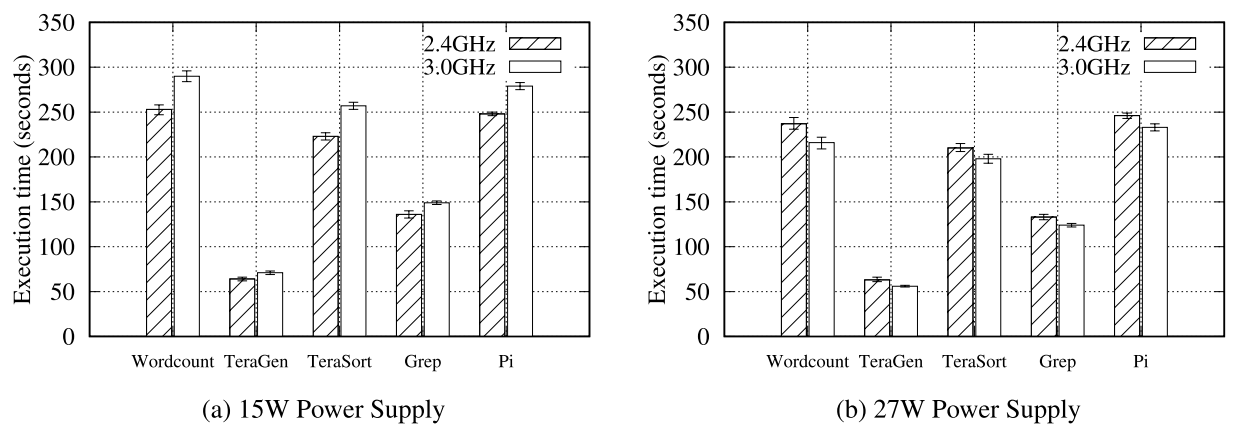 350
300
250
200
150
100
50
0
Execution time (seconds)
2.4GHz
3.0GHz
Wordcount TeraGen TeraSort Grep Pi
(a) 15W Power Supply
350
300
250
200
150
100
50
0
Execution time (seconds)
2.4GHz
3.0GHz
Wordcount TeraGen TeraSort Grep Pi
(b) 27W Power Supply